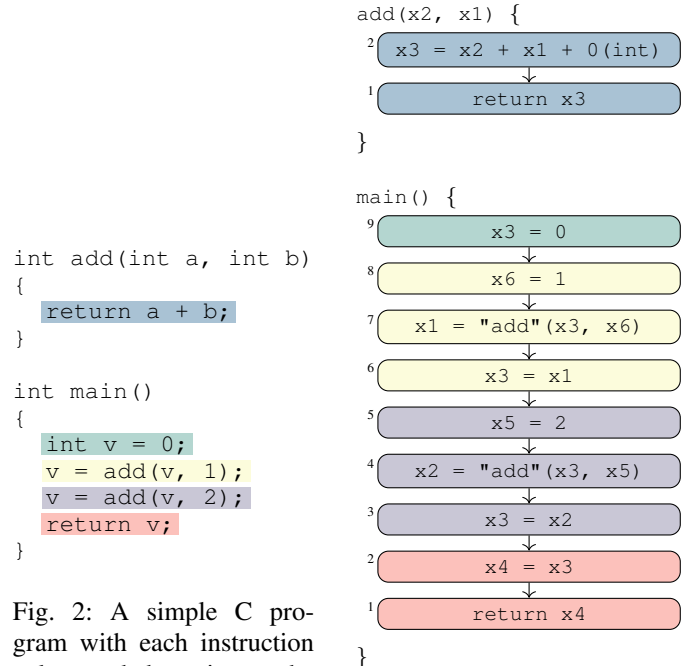 int add(int a, int b)
{
return a + b;
}
int main()
{
int v = 0;
v = add(v, 1);
v = add(v, 2);
return v;
}
Fig. 2: A simple C pro-
gram with each instruction
add(x2, x1) {
2 x3 = x2 + x1 + 0(int)
1 return x3
}
main() {
9 x3 = 0
8 x6 = 1
7 x1 = "add"(x3, x6)
6 x3 = x1
5 x5 = 2
4 x2 = "add"(x3, x5)
3 x3 = x2
2 x4 = x3
1 return x4
}